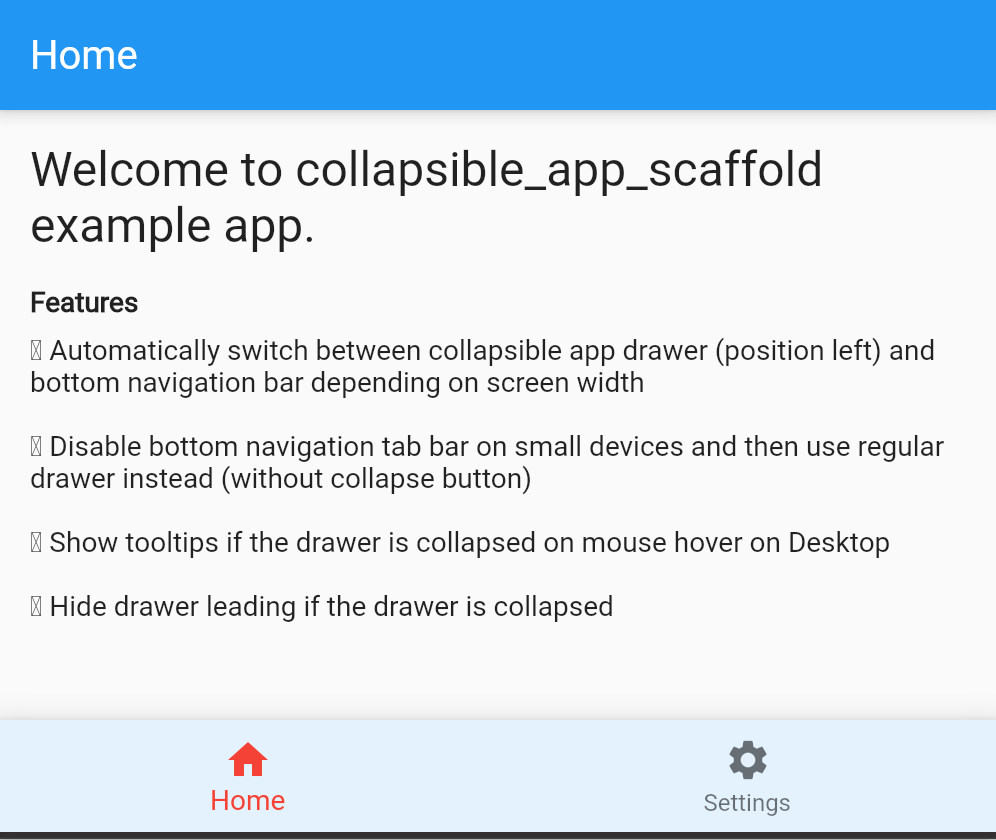 Home
Welcome to collapsible_app_scaffold
example app.
Features
Automatically switch between collapsible app drawer (position left) and
bottom navigation bar depending on screen width
Disable bottom navigation tab bar on small devices and then use regular
drawer instead (without collapse button)
Show tooltips if the drawer is collapsed on mouse hover on Desktop
Hide drawer leading if the drawer is collapsed
Home
Settings